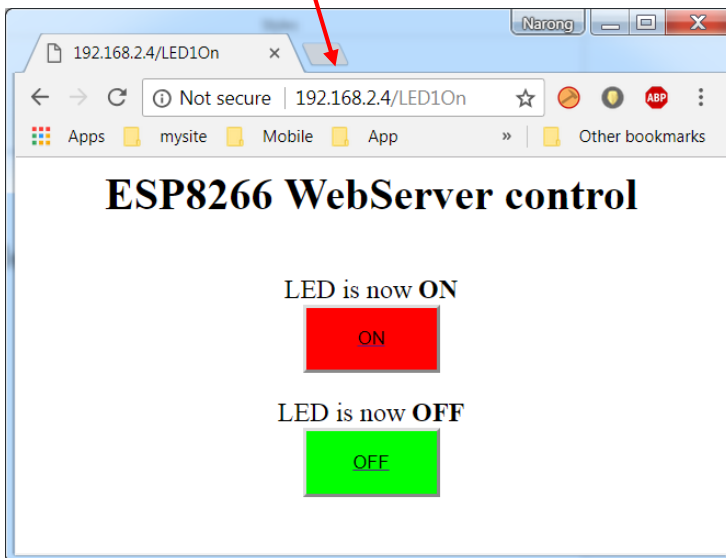 Narong
192.168.2.4/LED1On
Not secure 192.168.2.4/LED1On ABP
Apps mysite Mobile App » Other bookmarks
ESP8266 WebServer control
LED is now ON
ON
LED is now OFF
OFF